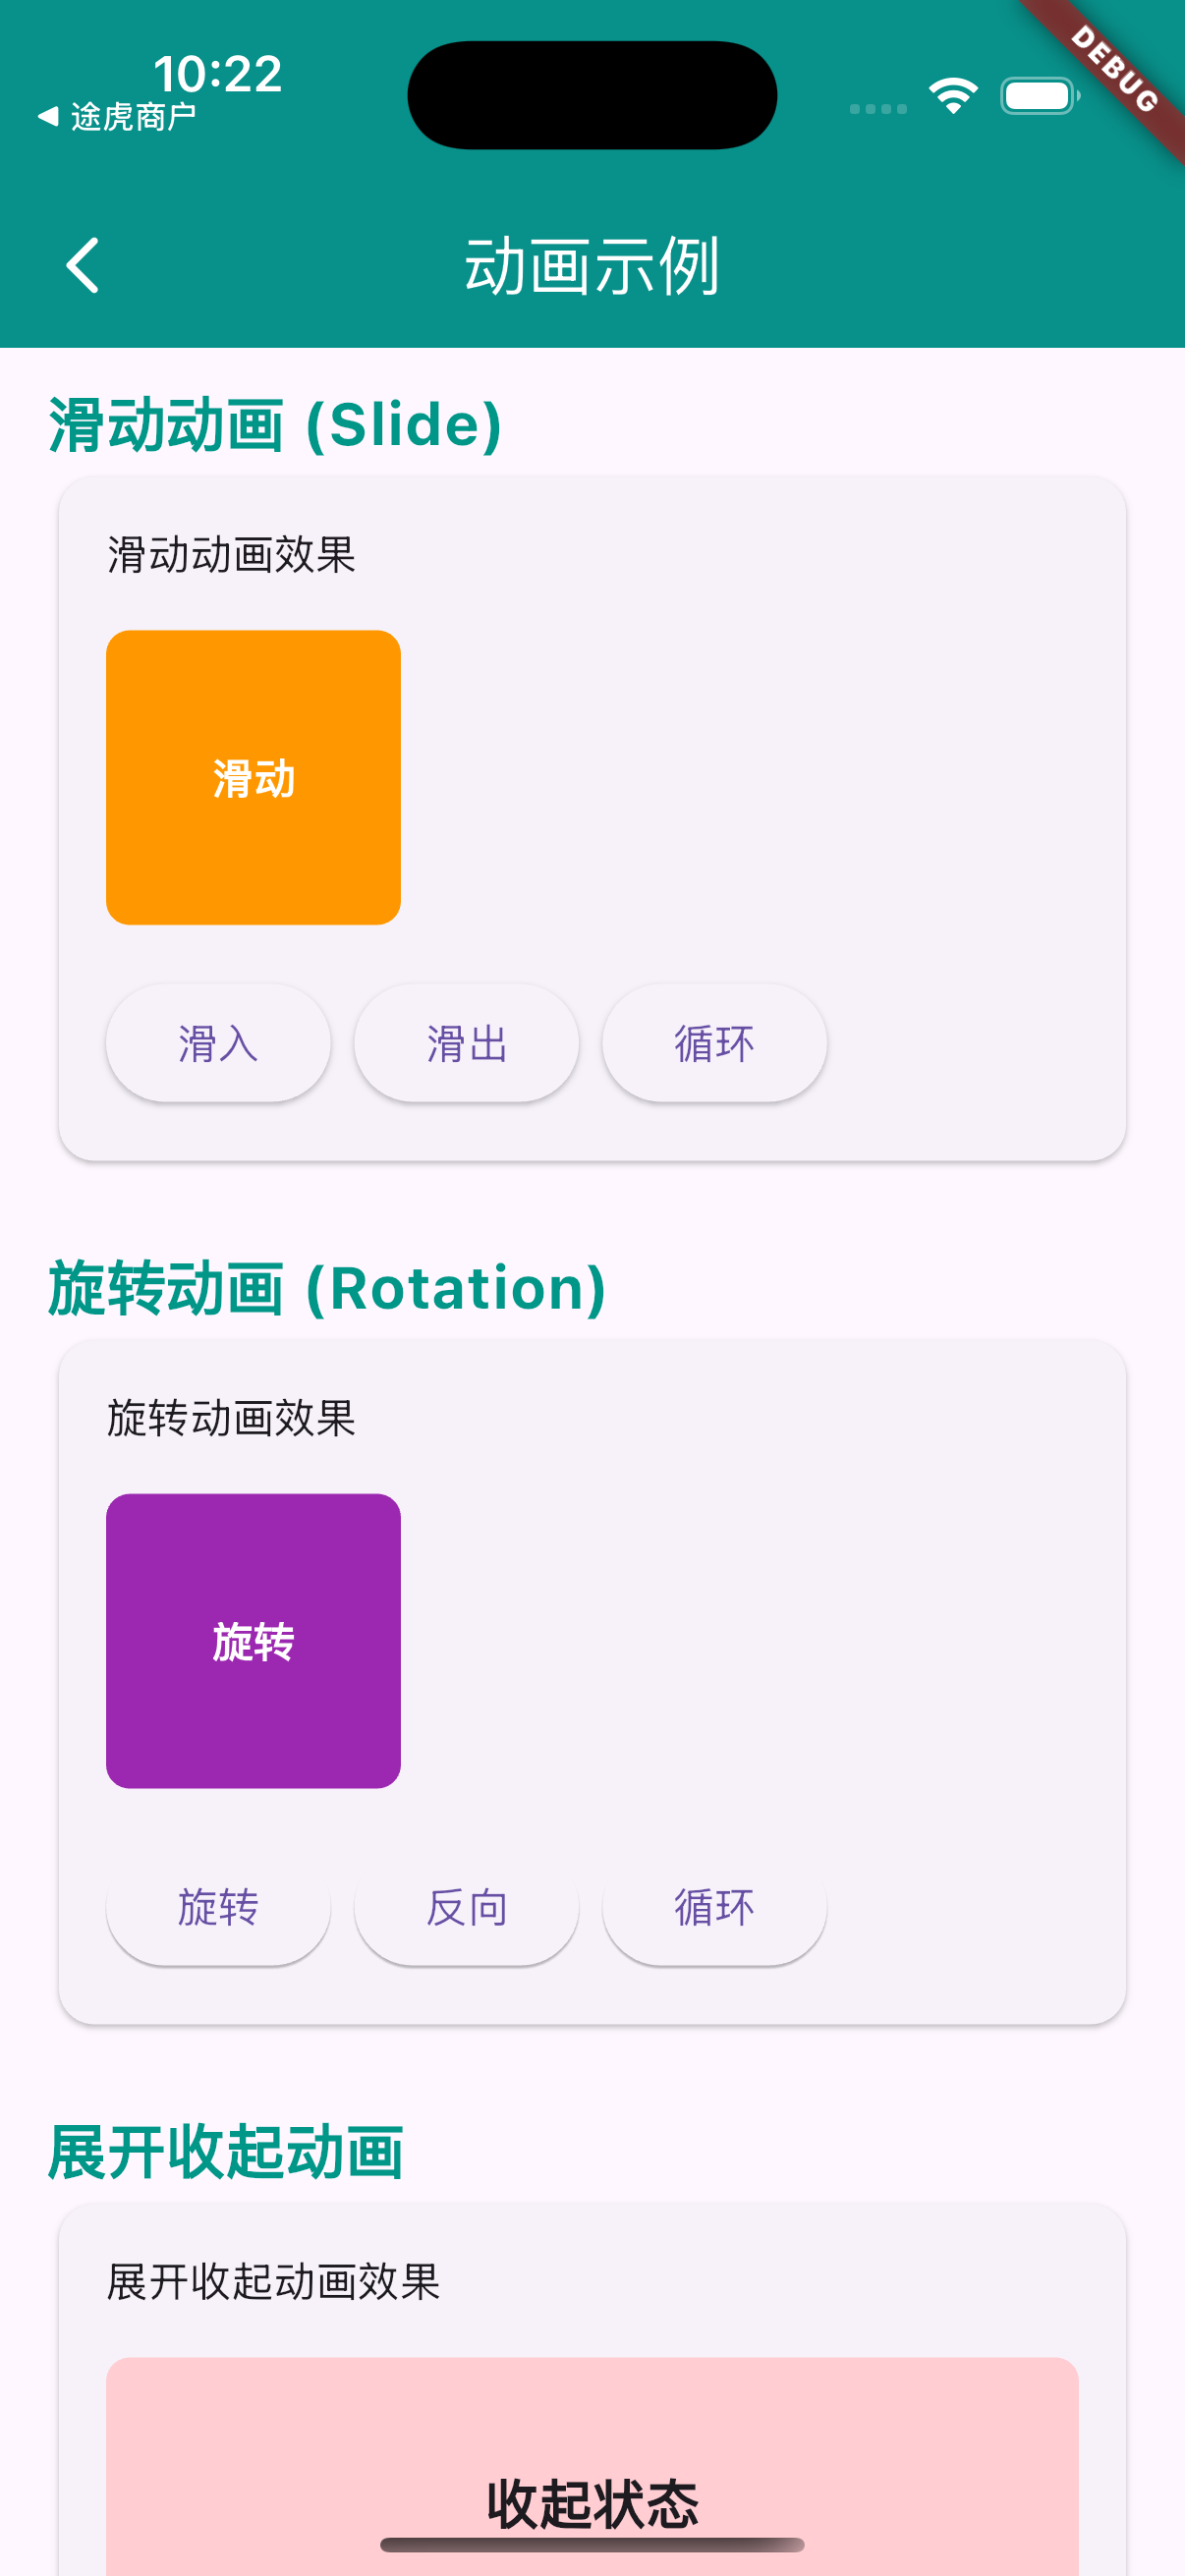 10:22
途虎商户
DEBUG
动画示例
滑动动画 (Slide)
滑动动画效果
滑动
滑入 滑出 循环
旋转动画 (Rotation)
旋转动画效果
旋转
旋转 反向 循环
展开收起动画
展开收起动画效果
收起状态